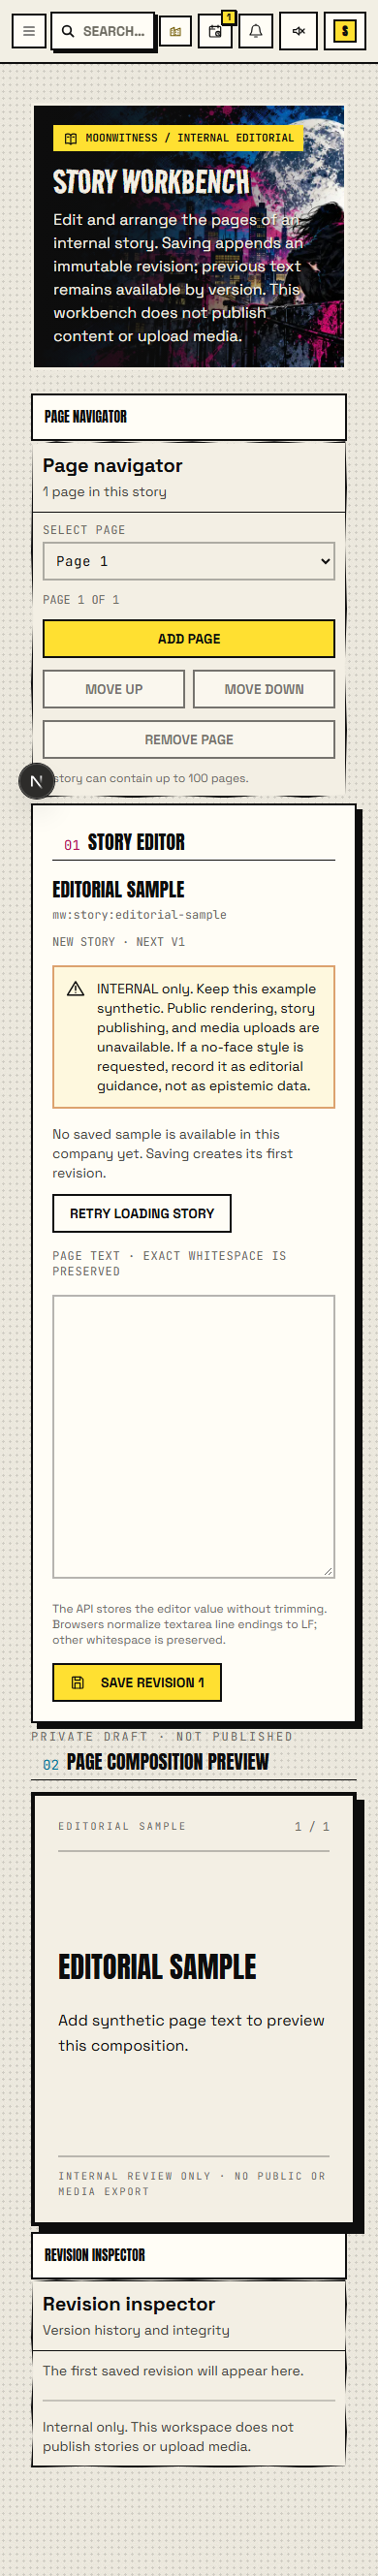 SEARCH...
1
S
MOONWITNESS / INTERNAL EDITORIAL
STORY WORKBENCH
Edit and arrange the pages of an
internal story. Saving appends an
immutable revision; previous text
remains available by version. This
workbench does not publish
content or upload media.
PAGE NAVIGATOR
Page navigator
1 page in this story
SELECT PAGE
Page 1
PAGE 1 OF 1
ADD PAGE
MOVE UP
MOVE DOWN
REMOVE PAGE
N
story can contain up to 100 pages.
01 STORY EDITOR
EDITORIAL SAMPLE
mw:story:editorial-sample
NEW STORY · NEXT V1
INTERNAL only. Keep this example
synthetic. Public rendering, story
publishing, and media uploads are
unavailable. If a no-face style is
requested, record it as editorial
guidance, not as epistemic data.
No saved sample is available in this
company yet. Saving creates its first
revision.
RETRY LOADING STORY
PAGE TEXT · EXACT WHITESPACE IS
PRESERVED
The API stores the editor value without trimming.
Browsers normalize textarea line endings to LF;
other whitespace is preserved.
SAVE REVISION 1
PRIVATE DRAFT · NOT PUBLISHED
02 PAGE COMPOSITION PREVIEW
EDITORIAL SAMPLE
1 / 1
EDITORIAL SAMPLE
Add synthetic page text to preview
this composition.
INTERNAL REVIEW ONLY · NO PUBLIC OR
MEDIA EXPORT
REVISION INSPECTOR
Revision inspector
Version history and integrity
The first saved revision will appear here.
Internal only. This workspace does not
publish stories or upload media.